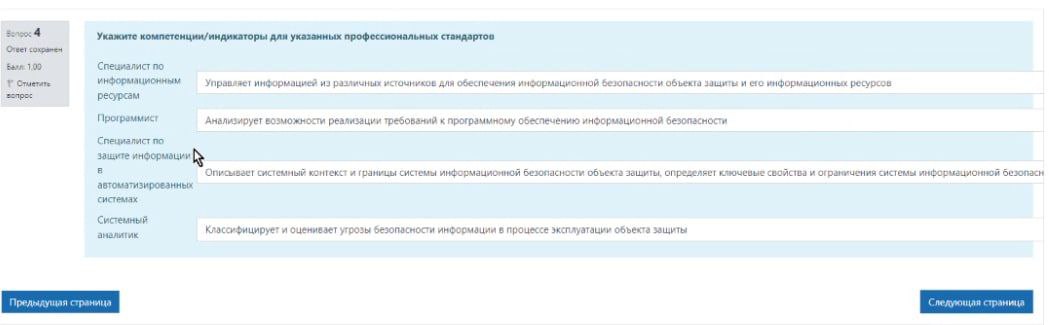 Вопрос 4
Ответ сохранен
Балл: 1,00
Отметить
вопрос
Укажите компетенции/индикаторы для указанных профессиональных стандартов
Специалист по
информационным
ресурсам
Управляет информацией из различных источников для обеспечения информационной безопасности объекта защиты и его информационных ресурсов
Программист
Анализирует возможности реализации требований к программному обеспечению информационной безопасности
Специалист по
защите информации
в
автоматизированных
системах
Описывает системный контекст и границы системы информационной безопасности объекта защиты, определяет ключевые свойства и ограничения системы информационной безопасн
Системный
аналитик
Классифицирует и оценивает угрозы безопасности информации в процессе эксплуатации объекта защиты
Предыдущая страница
Следующая страница